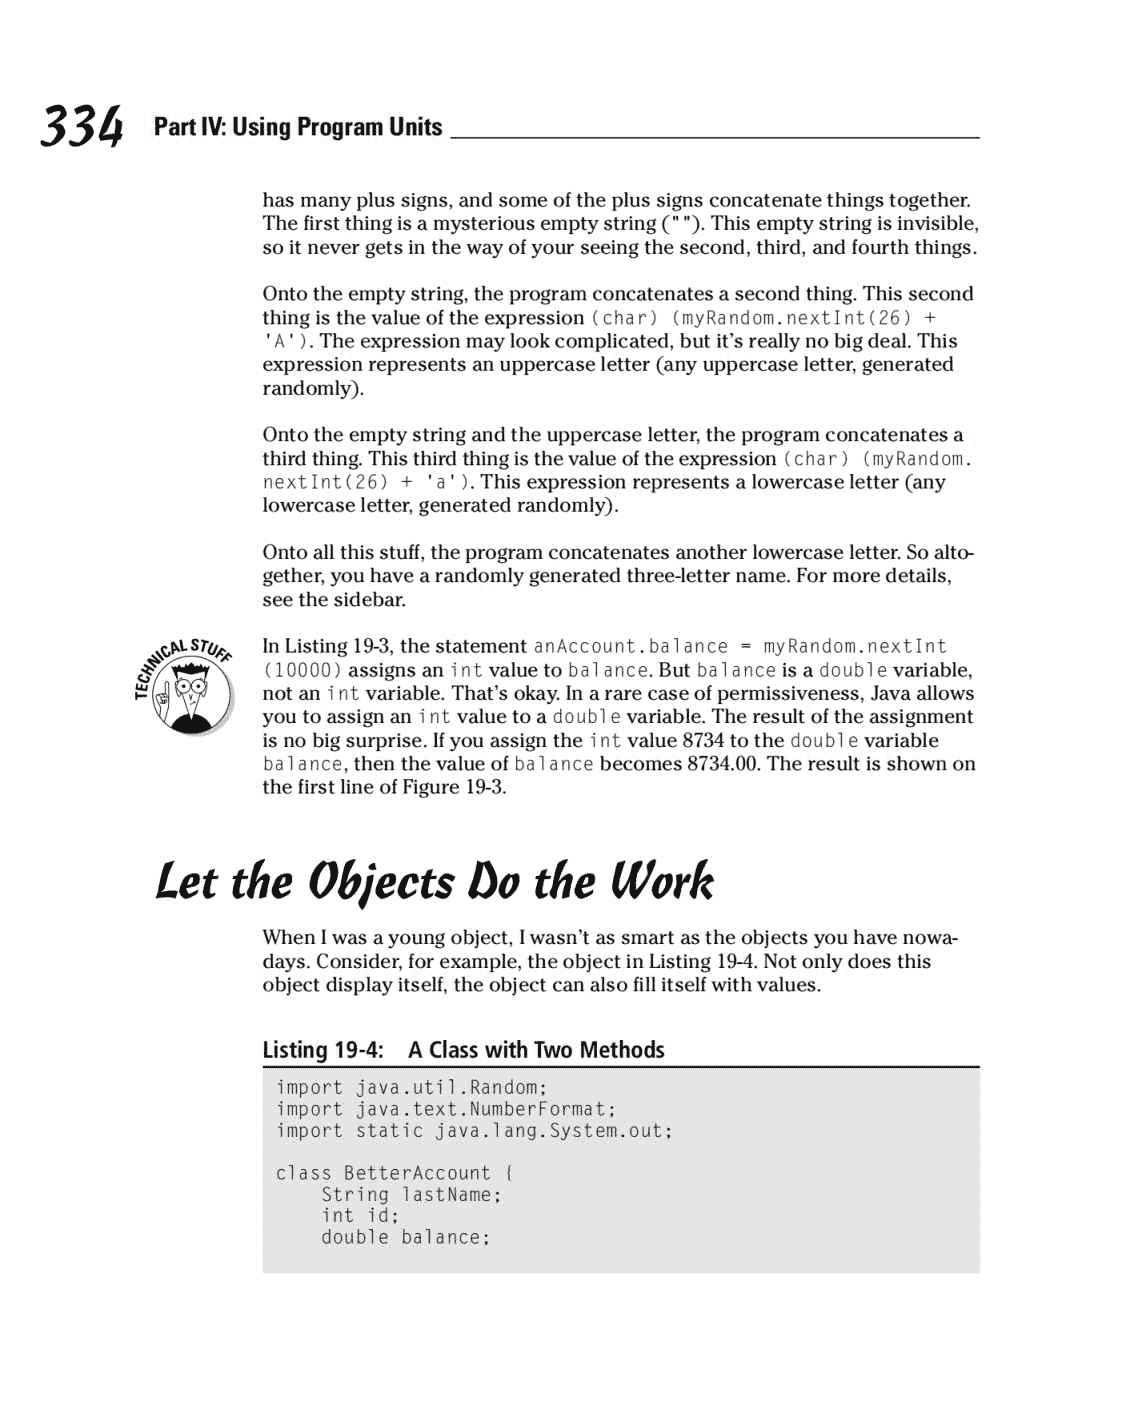 334 Part IV: Using Program Units
has many plus signs, and some of the plus signs concatenate things together.
The first thing is a mysterious empty string (""). This empty string is invisible,
so it never gets in the way of your seeing the second, third, and fourth things.
Onto the empty string, the program concatenates a second thing. This second
thing is the value of the expression (char) (myRandom.nextInt(26) +
'A'). The expression may look complicated, but it's really no big deal. This
expression represents an uppercase letter (any uppercase letter, generated
randomly).
Onto the empty string and the uppercase letter, the program concatenates a
third thing. This third thing is the value of the expression (char) (myRandom.
nextInt(26) + 'a'). This expression represents a lowercase letter (any
lowercase letter, generated randomly).
Onto all this stuff, the program concatenates another lowercase letter. So alto-
gether, you have a randomly generated three-letter name. For more details,
see the sidebar.
TECHNICAL STUFF
In Listing 19-3, the statement anAccount.balance = myRandom.nextInt
(10000) assigns an int value to balance. But balance is a double variable,
not an int variable. That's okay. In a rare case of permissiveness, Java allows
you to assign an int value to a double variable. The result of the assignment
is no big surprise. If you assign the int value 8734 to the double variable
balance, then the value of balance becomes 8734.00. The result is shown on
the first line of Figure 19-3.
Let the Objects Do the Work
When I was a young object, I wasn't as smart as the objects you have nowa-
days. Consider, for example, the object in Listing 19-4. Not only does this
object display itself, the object can also fill itself with values.
Listing 19-4: A Class with Two Methods
import java.util.Random;
import java.text.NumberFormat;
import static java.lang.System.out;
class BetterAccount {
String lastName;
int id;
double balance;